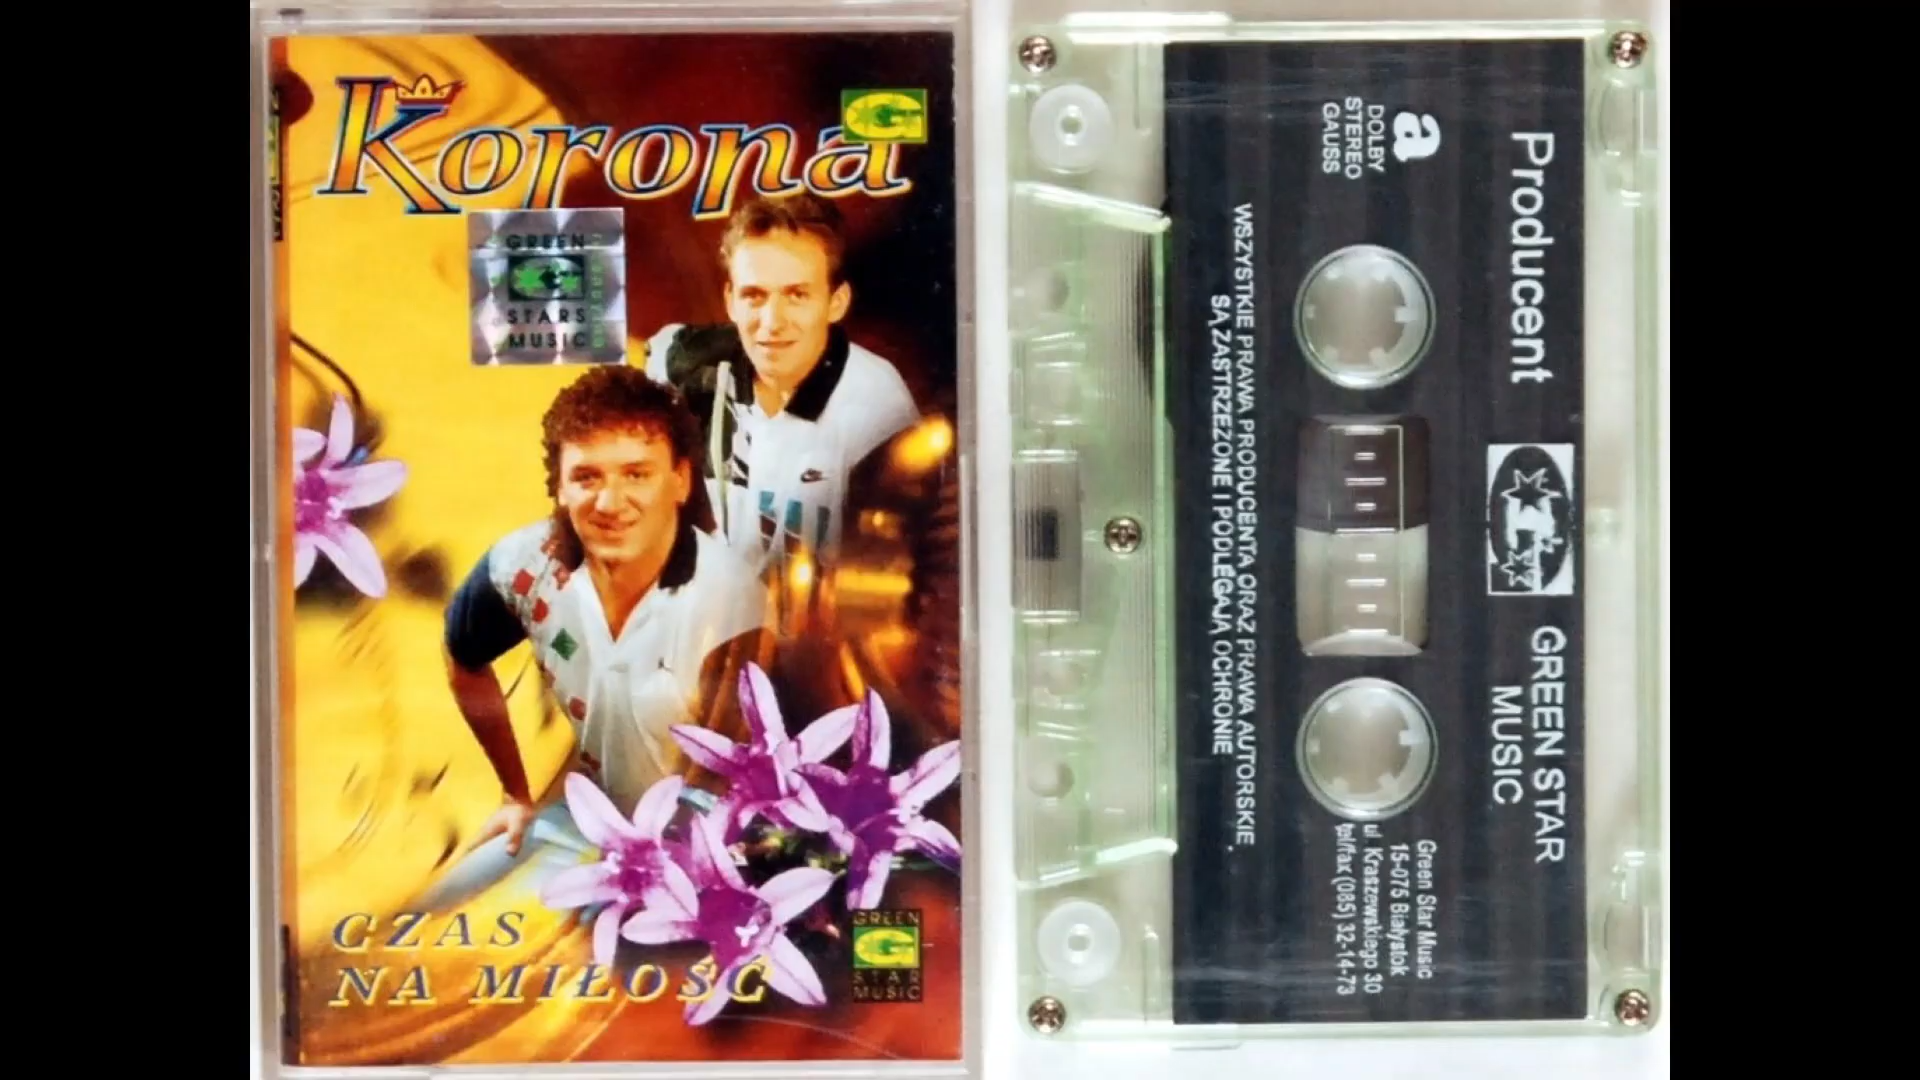 Korona
G
GREEN
G
STARS
MUSIC
CZAS
NA MIŁOŚĆ
GREEN
G
STAR
MUSIC
Producent
GREEN STAR
MUSIC
a
DOLBY
STEREO
GAUSS
Green Star Music
15-075 Białystok
ul. Kraszewskiego 30
tel/fax (085) 32-14-73
WSZYSTKIE PRAWA PRODUCENTA ORAZ PRAWA AUTORSKIE
SĄ ZASTRZEŻONE I PODLEGAJĄ OCHRONIE